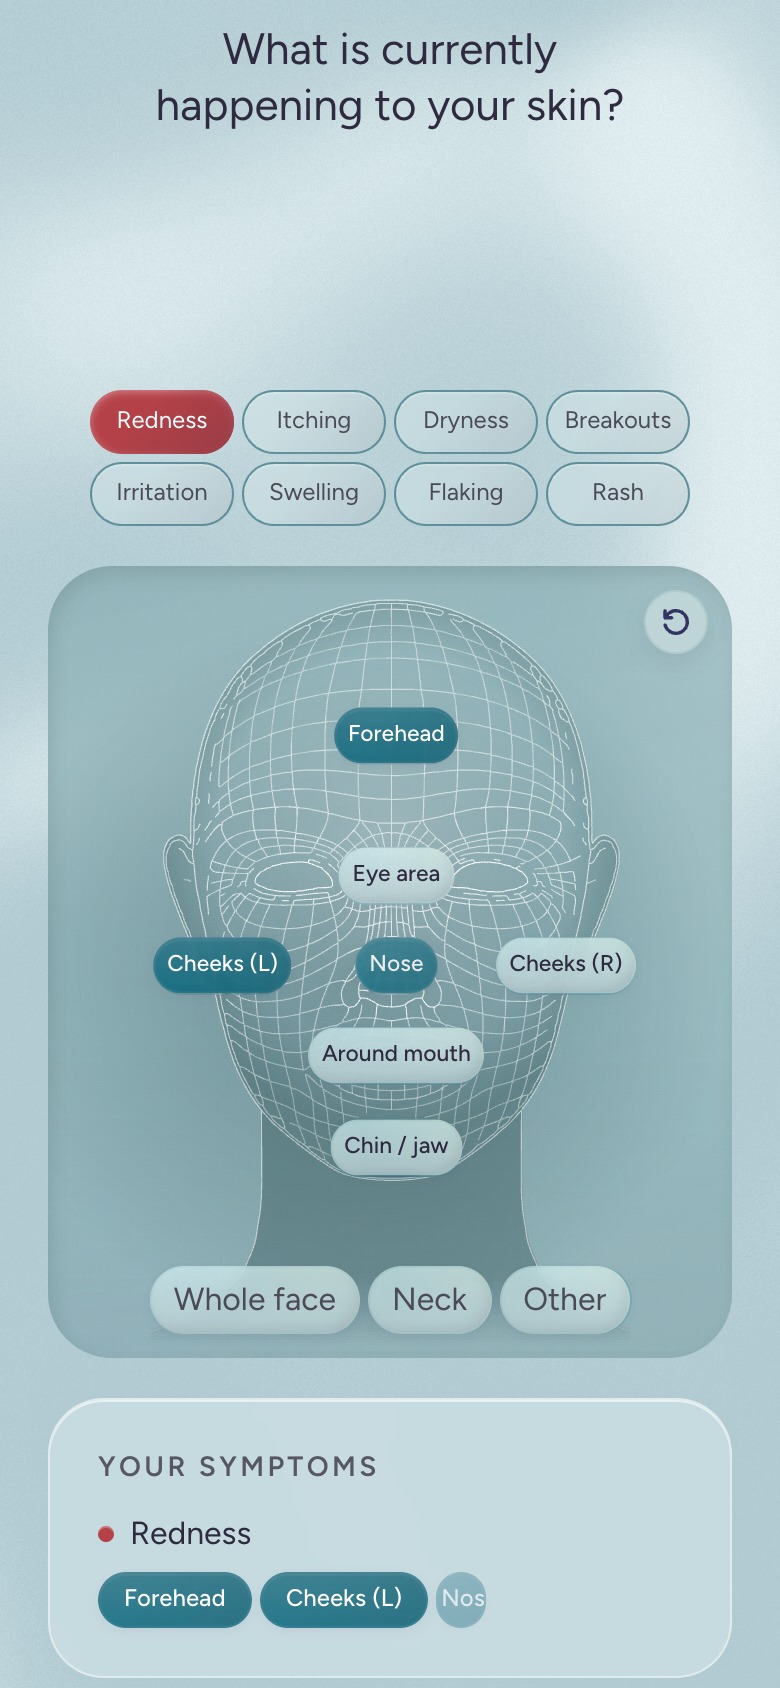 What is currently
happening to your skin?
Redness Itching Dryness Breakouts
Irritation Swelling Flaking Rash
Forehead
Eye area
Cheeks (L) Nose Cheeks (R)
Around mouth
Chin / jaw
Whole face Neck Other
YOUR SYMPTOMS
Redness
Forehead Cheeks (L) Nos